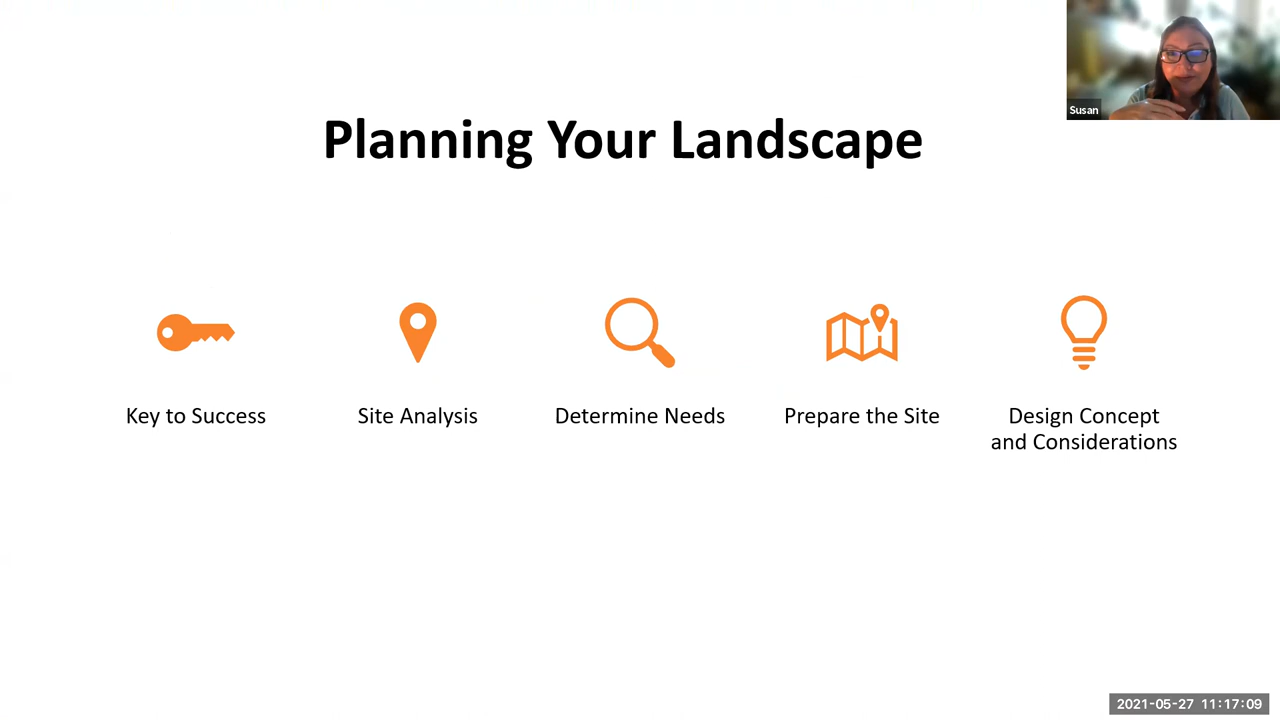 Susan
Planning Your Landscape
Key to Success
Site Analysis
Determine Needs
Prepare the Site
Design Concept
and Considerations
2021-05-27 11:17:09